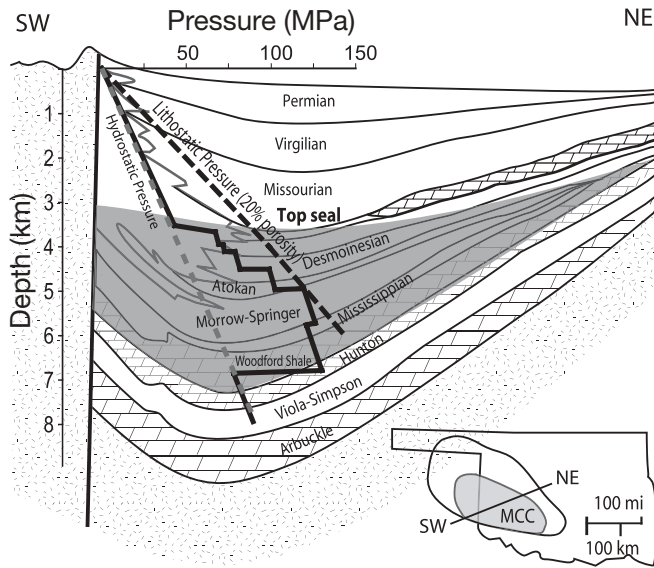 SW
Pressure (MPa)
NE
50
100
150
Depth (km)
1
2
3
4
5
6
7
8
Permian
Virgilian
Missourian
Top seal
Hydrostatic Pressure
Lithostatic Pressure (20% porosity)
Desmoinesian
Atokan
Morrow-Springer
Mississippian
Woodford Shale
Hunton
Viola-Simpson
Arbuckle
NE
SW
MCC
100 mi
100 km